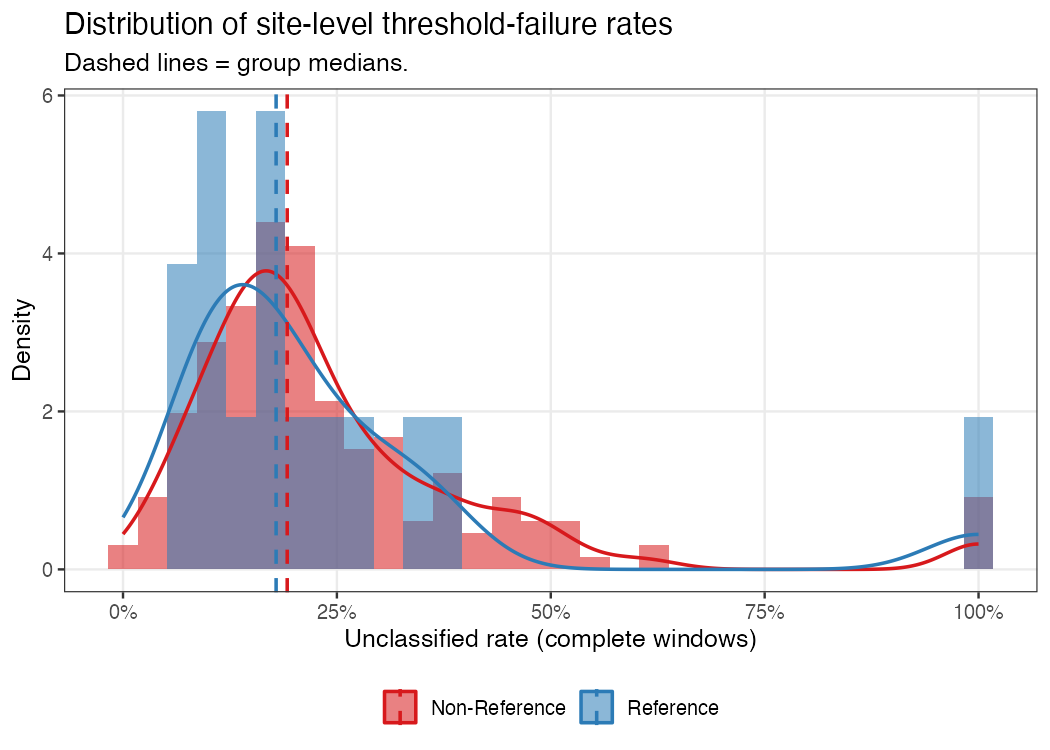 Distribution of site-level threshold-failure rates
Dashed lines = group medians.
6
4
2
0
Density
0%
25%
50%
75%
100%
Unclassified rate (complete windows)
Non-Reference
Reference